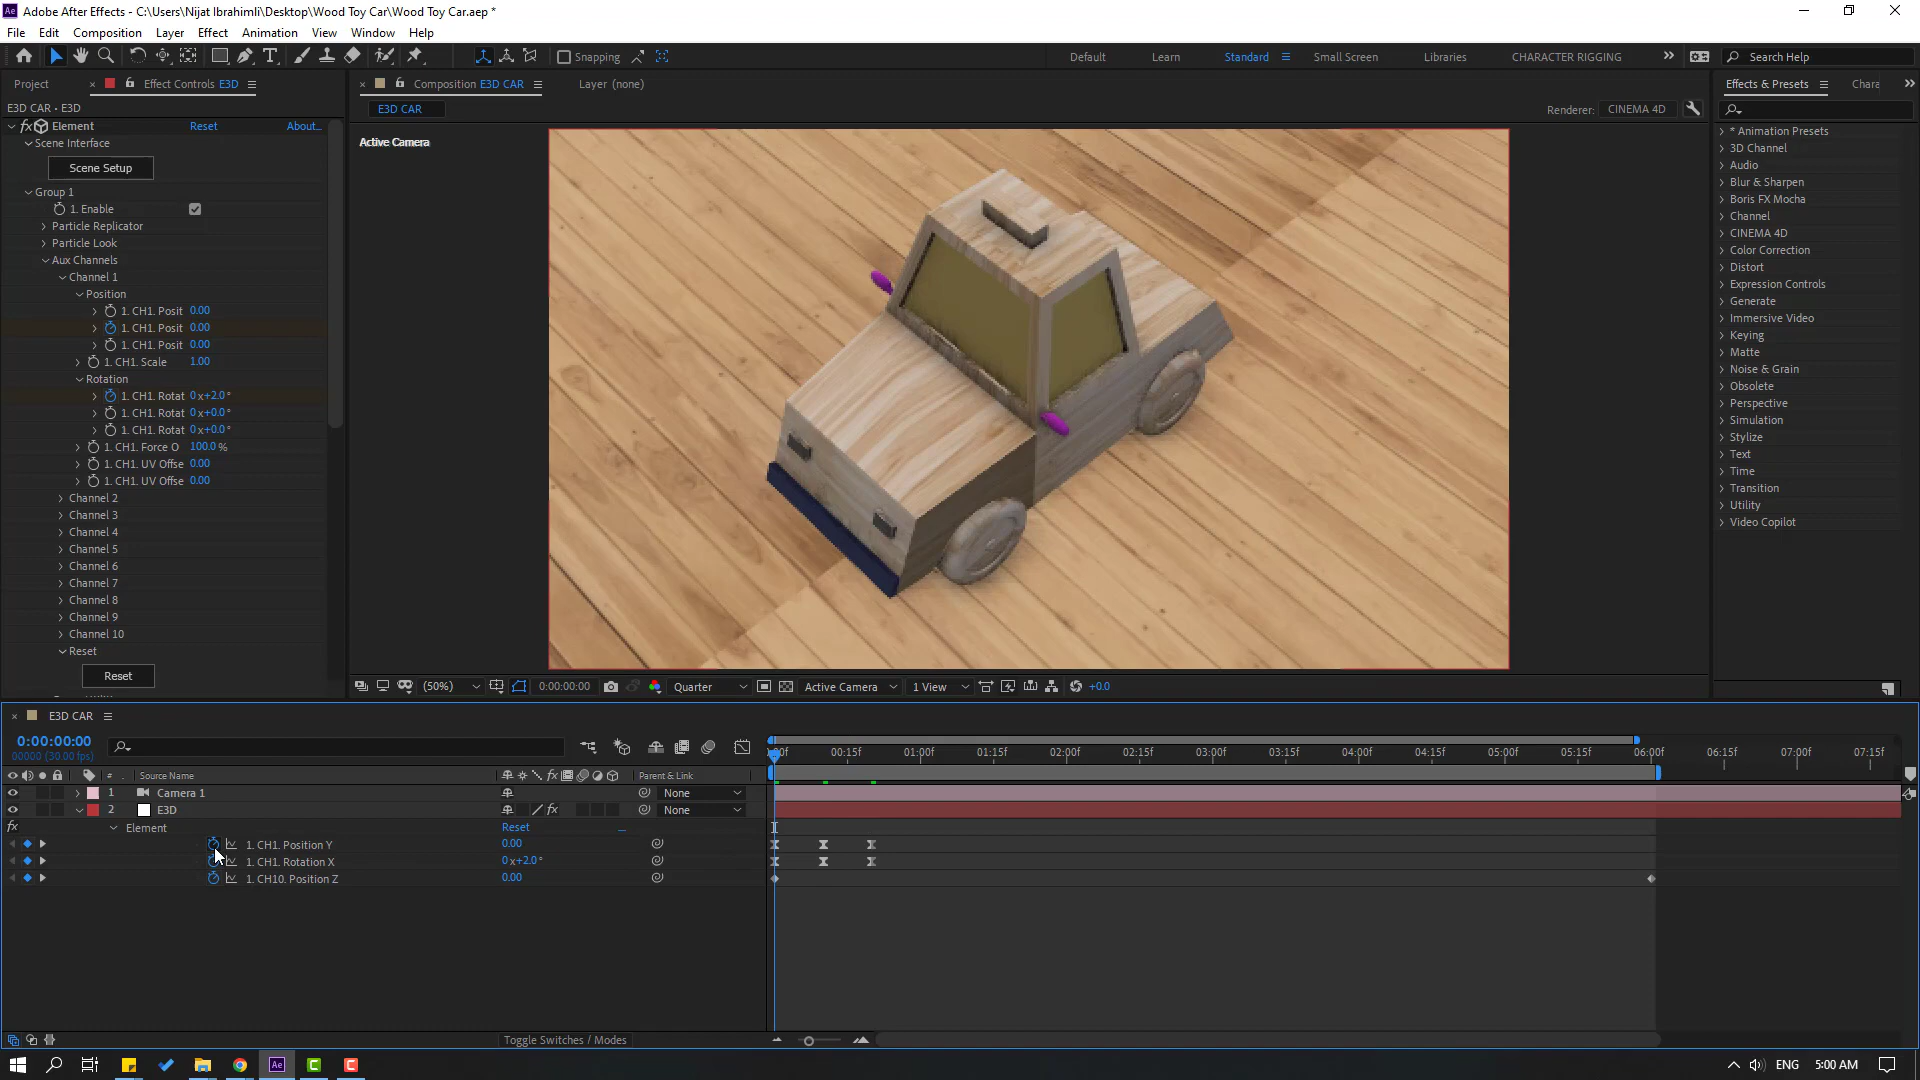 Adobe After Effects - C:\Users\Nijat Ibrahimli\Desktop\Wood Toy Car\Wood Toy Car.aep *
File Edit Composition Layer Effect Animation View Window Help
Snapping
Default Learn Standard Small Screen Libraries CHARACTER RIGGING Search Help
Project Effect Controls E3D Composition E3D CAR Layer (none) Effects & Presets Chara
E3D CAR • E3D
E3D CAR
Renderer: CINEMA 4D
Active Camera
Element Reset About...
Scene Interface
Scene Setup
Group 1
1. Enable
Particle Replicator
Particle Look
Aux Channels
Channel 1
Position
1. CH1. Posit 0.00
1. CH1. Posit 0.00
1. CH1. Posit 0.00
1. CH1. Scale 1.00
Rotation
1. CH1. Rotat 0x+2.0°
1. CH1. Rotat 0x+0.0°
1. CH1. Rotat 0x+0.0°
1. CH1. Force O 100.0%
1. CH1. UV Offse 0.00
1. CH1. UV Offse 0.00
Channel 2
Channel 3
Channel 4
Channel 5
Channel 6
Channel 7
Channel 8
Channel 9
Channel 10
Reset
Reset
* Animation Presets
3D Channel
Audio
Blur & Sharpen
Boris FX Mocha
Channel
CINEMA 4D
Color Correction
Distort
Expression Controls
Generate
Immersive Video
Keying
Matte
Noise & Grain
Obsolete
Perspective
Simulation
Stylize
Text
Time
Transition
Utility
Video Copilot
(50%) 0:00:00:00 Quarter Active Camera 1 View +0.0
E3D CAR
0:00:00:00
00000 (30.00 fps)
:00f 00:15f 01:00f 01:15f 02:00f 02:15f 03:00f 03:15f 04:00f 04:15f 05:00f 05:15f 06:00f 06:15f 07:00f 07:15f
# Source Name Parent & Link
1 Camera 1 None
2 E3D None
Element Reset
1. CH1. Position Y 0.00
1. CH1. Rotation X 0x+2.0°
1. CH10. Position Z 0.00
Toggle Switches / Modes
ENG 5:00 AM